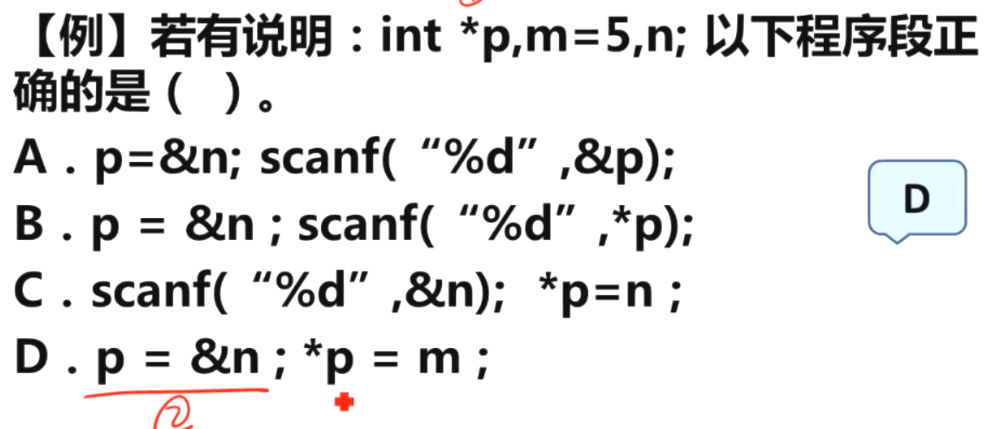 【例】若有说明：int *p,m=5,n; 以下程序段正
确的是（ ）。
A．p=&n; scanf( “%d” ,&p);
B．p = &n ; scanf( “%d” ,*p);
C．scanf( “%d” ,&n); *p=n ;
D．p = &n ; *p = m ;
D